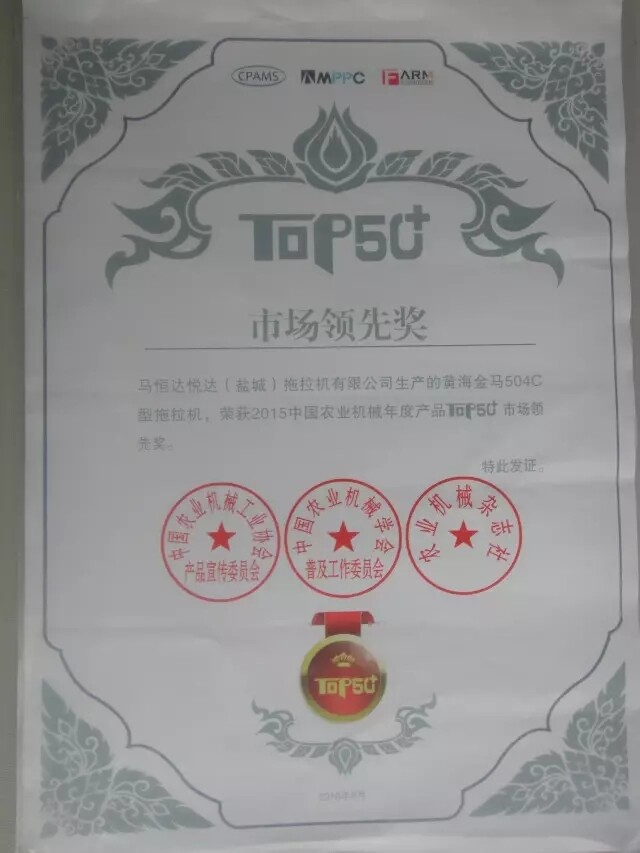 CPAMS AMPPC FARM
TOP50+
市场领先奖
马恒达悦达（盐城）拖拉机有限公司生产的黄海金马504C
型拖拉机，荣获2015中国农业机械年度产品TOP50+市场领
先奖。
特此发证。
中国农业机械工业协会 中国农业机械学会 农业机械杂志社
产品宣传委员会 普及工作委员会
TOP50+